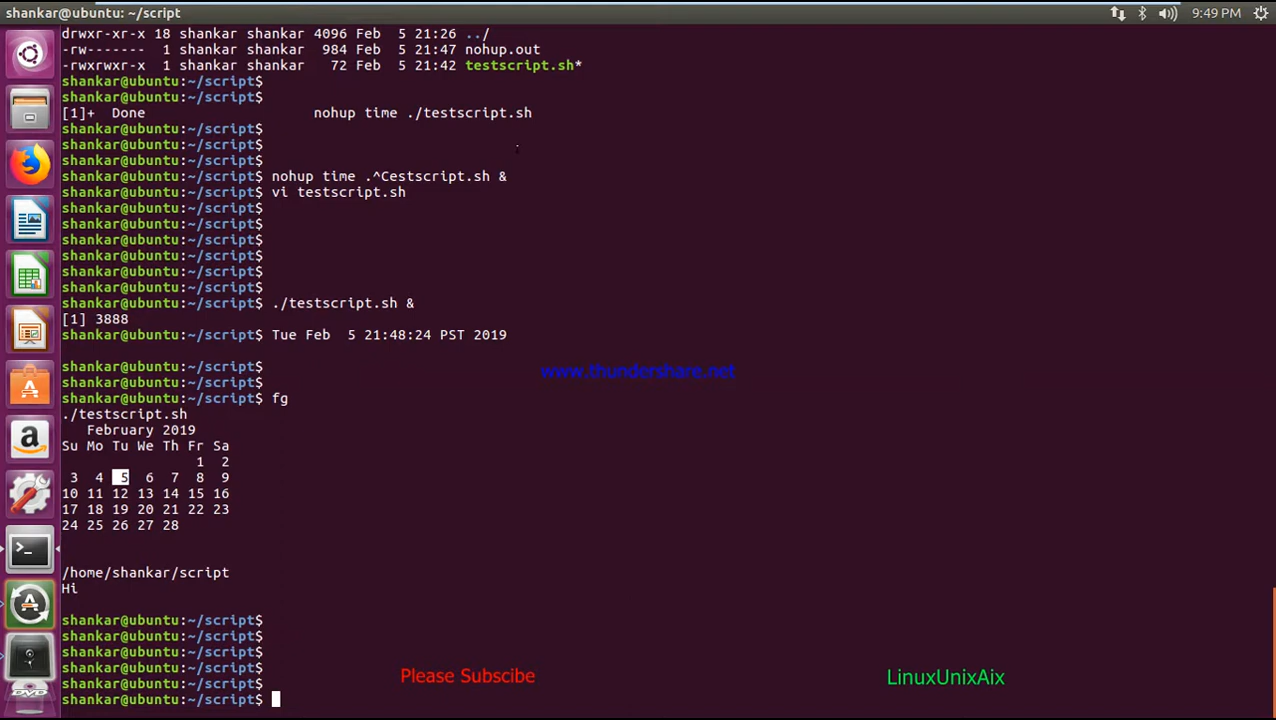 shankar@ubuntu: ~/script
9:49 PM
drwxr-xr-x 18 shankar shankar 4096 Feb  5 21:26 ../
-rw-------  1 shankar shankar  984 Feb  5 21:47 nohup.out
-rwxrwxr-x  1 shankar shankar   72 Feb  5 21:42 testscript.sh*
shankar@ubuntu:~/script$
shankar@ubuntu:~/script$
[1]+  Done                    nohup time ./testscript.sh
shankar@ubuntu:~/script$
shankar@ubuntu:~/script$
shankar@ubuntu:~/script$
shankar@ubuntu:~/script$ nohup time .^Cestscript.sh &
shankar@ubuntu:~/script$ vi testscript.sh
shankar@ubuntu:~/script$
shankar@ubuntu:~/script$
shankar@ubuntu:~/script$
shankar@ubuntu:~/script$
shankar@ubuntu:~/script$
shankar@ubuntu:~/script$
shankar@ubuntu:~/script$ ./testscript.sh &
[1] 3888
shankar@ubuntu:~/script$ Tue Feb  5 21:48:24 PST 2019
shankar@ubuntu:~/script$
www.thundershare.net
shankar@ubuntu:~/script$
shankar@ubuntu:~/script$ fg
./testscript.sh
   February 2019
Su Mo Tu We Th Fr Sa
                1  2
 3  4  5  6  7  8  9
10 11 12 13 14 15 16
17 18 19 20 21 22 23
24 25 26 27 28
/home/shankar/script
Hi
shankar@ubuntu:~/script$
shankar@ubuntu:~/script$
shankar@ubuntu:~/script$
shankar@ubuntu:~/script$
Please Subscibe
LinuxUnixAix
shankar@ubuntu:~/script$
shankar@ubuntu:~/script$